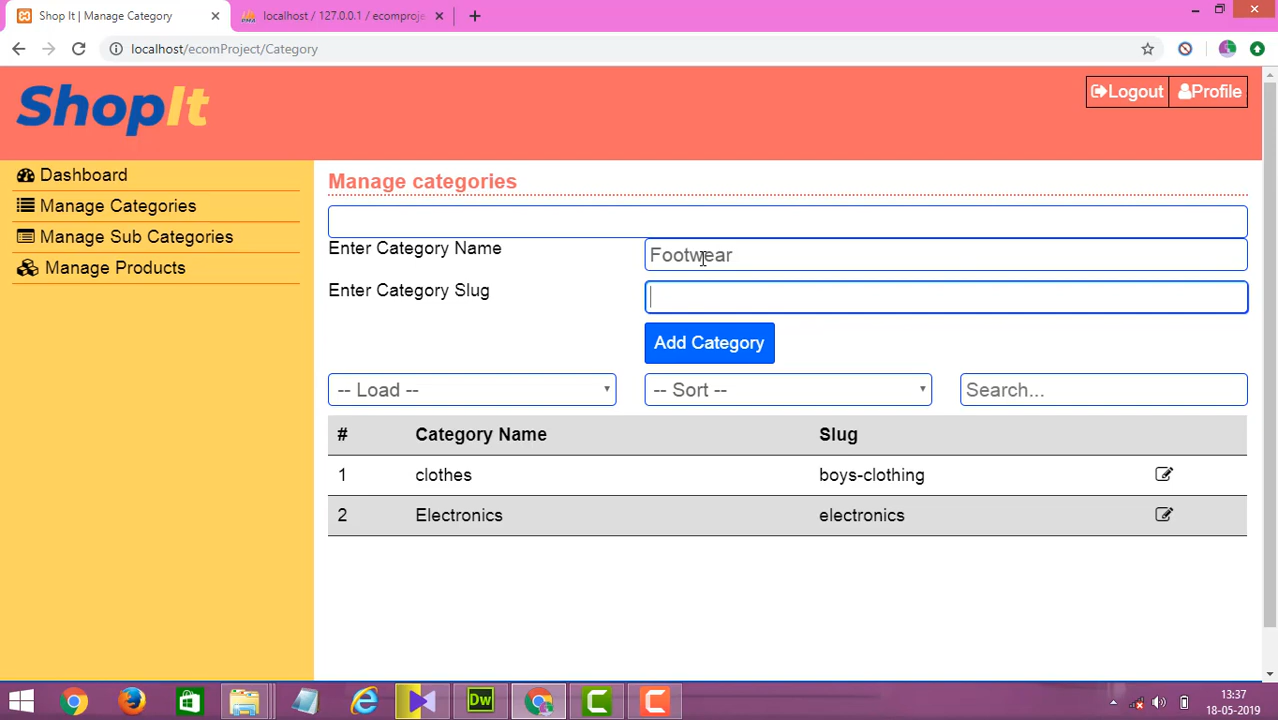 Shop It | Manage Category
localhost / 127.0.0.1 / ecomproje
localhost/ecomProject/Category
ShopIt
Logout
Profile
Dashboard
Manage Categories
Manage Sub Categories
Manage Products
Manage categories
Enter Category Name
Footwear
Enter Category Slug
Add Category
-- Load --
-- Sort --
Search...
# Category Name Slug
1 clothes boys-clothing
2 Electronics electronics
Dw
13:37
18-05-2019